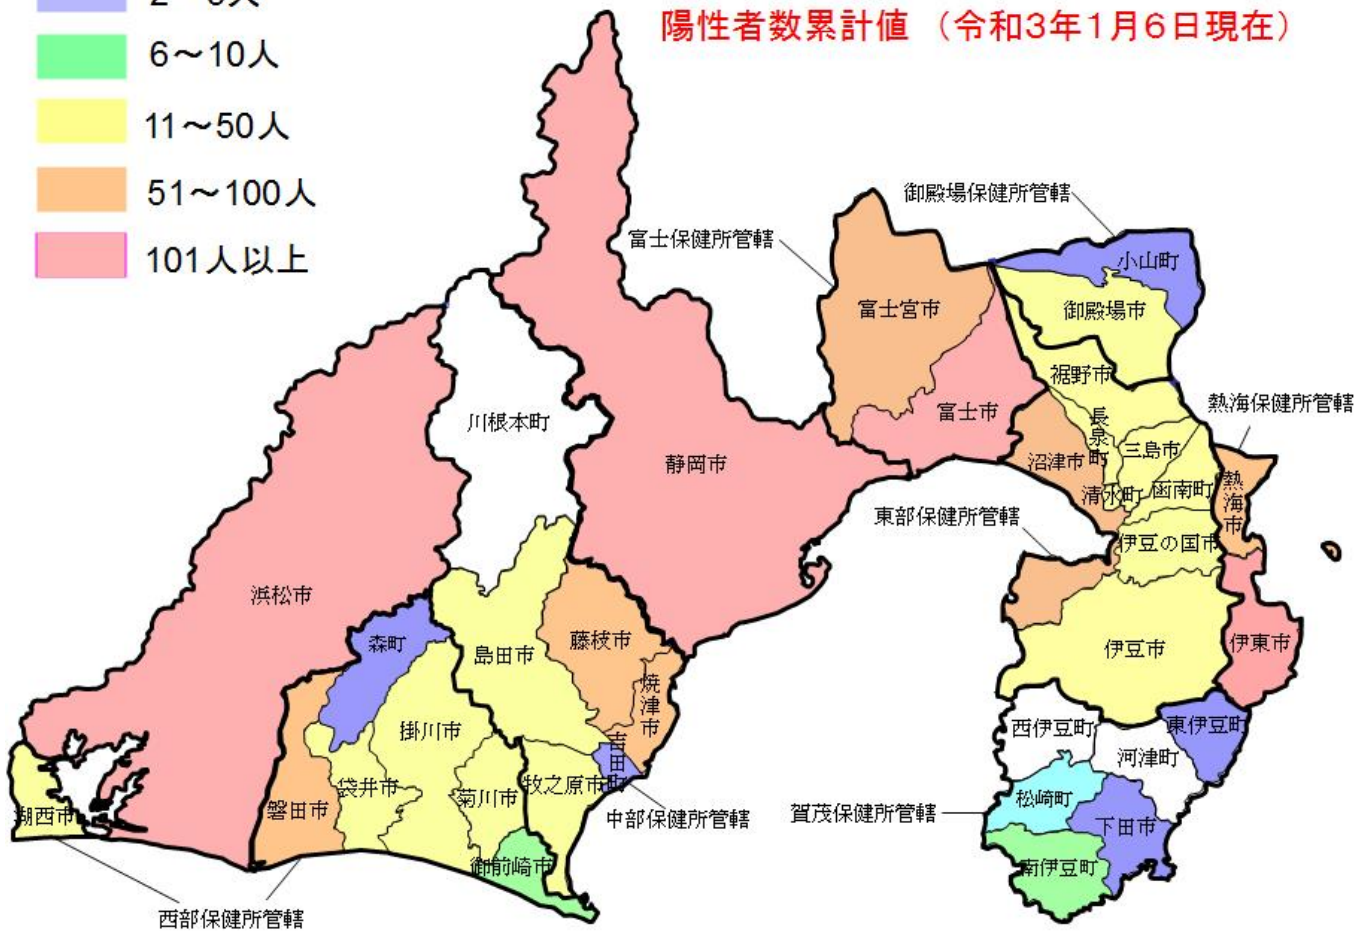 陽性者数累計値 （令和3年1月6日現在）
6～10人
11～50人
51～100人
101人以上
御殿場保健所管轄
富士保健所管轄
小山町
富士宮市
御殿場市
裾野市
熱海保健所管轄
川根本町
富士市
長泉町
三島市
静岡市
沼津市
清水町
函南町
熱海市
東部保健所管轄
伊豆の国市
浜松市
森町
藤枝市
島田市
伊豆市
伊東市
焼津市
掛川市
西伊豆町
東伊豆町
河津町
吉田町
湖西市
磐田市
袋井市
菊川市
牧之原市
松崎町
中部保健所管轄
賀茂保健所管轄
下田市
御前崎市
南伊豆町
西部保健所管轄